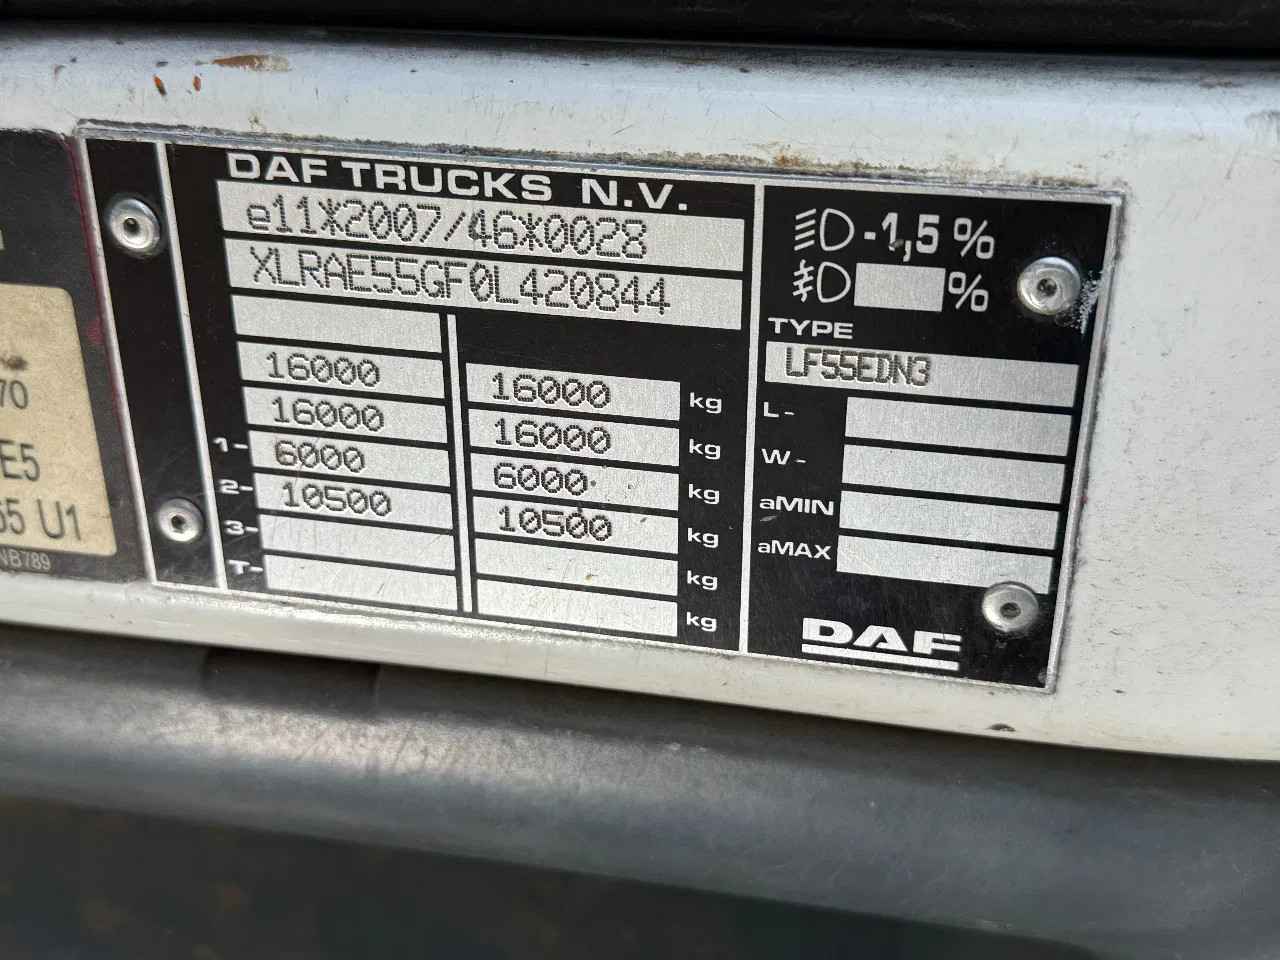 DAF TRUCKS N.V.
e11*2007/46*0028
XLRAE55GF0L420844
16000 16000 kg
16000 16000 kg
1- 6000 6000 kg
2- 10500 10500 kg
3- kg
T- kg
-1,5 %
%
TYPE
LF55EDN3
L-
W-
aMIN
aMAX
DAF
70
E5
65 U1
NB789